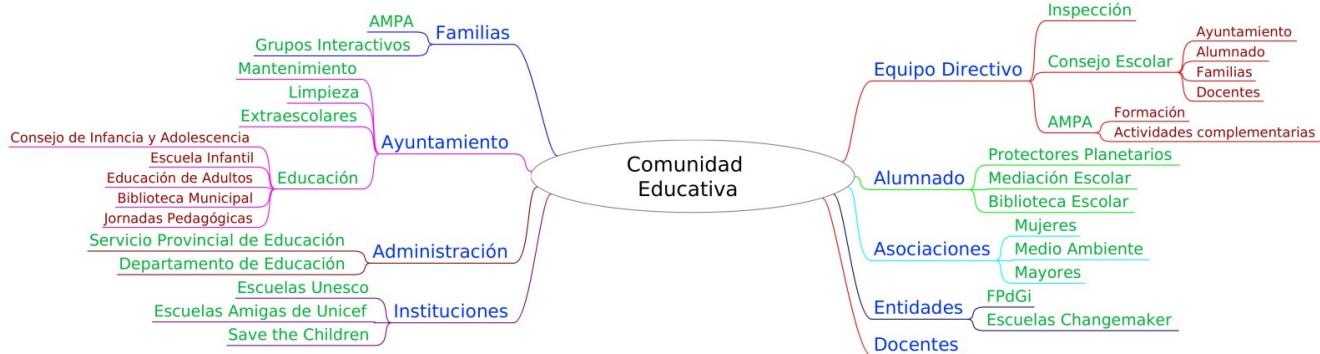 Comunidad
Educativa
Familias
AMPA
Grupos Interactivos
Ayuntamiento
Mantenimiento
Limpieza
Extraescolares
Educación
Consejo de Infancia y Adolescencia
Escuela Infantil
Educación de Adultos
Biblioteca Municipal
Jornadas Pedagógicas
Administración
Servicio Provincial de Educación
Departamento de Educación
Instituciones
Escuelas Unesco
Escuelas Amigas de Unicef
Save the Children
Equipo Directivo
Inspección
Consejo Escolar
Ayuntamiento
Alumnado
Familias
Docentes
AMPA
Formación
Actividades complementarias
Alumnado
Protectores Planetarios
Mediación Escolar
Biblioteca Escolar
Asociaciones
Mujeres
Medio Ambiente
Mayores
Entidades
FPdGi
Escuelas Changemaker
Docentes